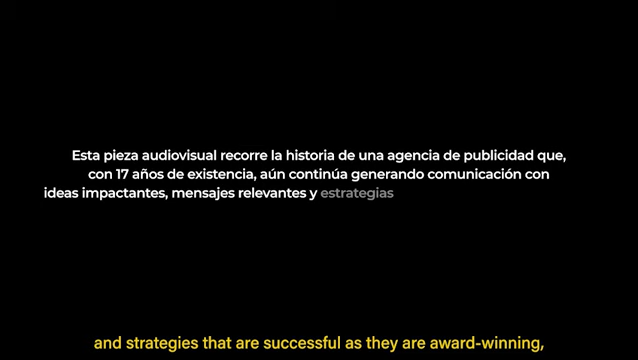 Esta pieza audiovisual recorre la historia de una agencia de publicidad que,
con 17 años de existencia, aún continúa generando comunicación con
ideas impactantes, mensajes relevantes y estrategias
and strategies that are successful as they are award-winning,